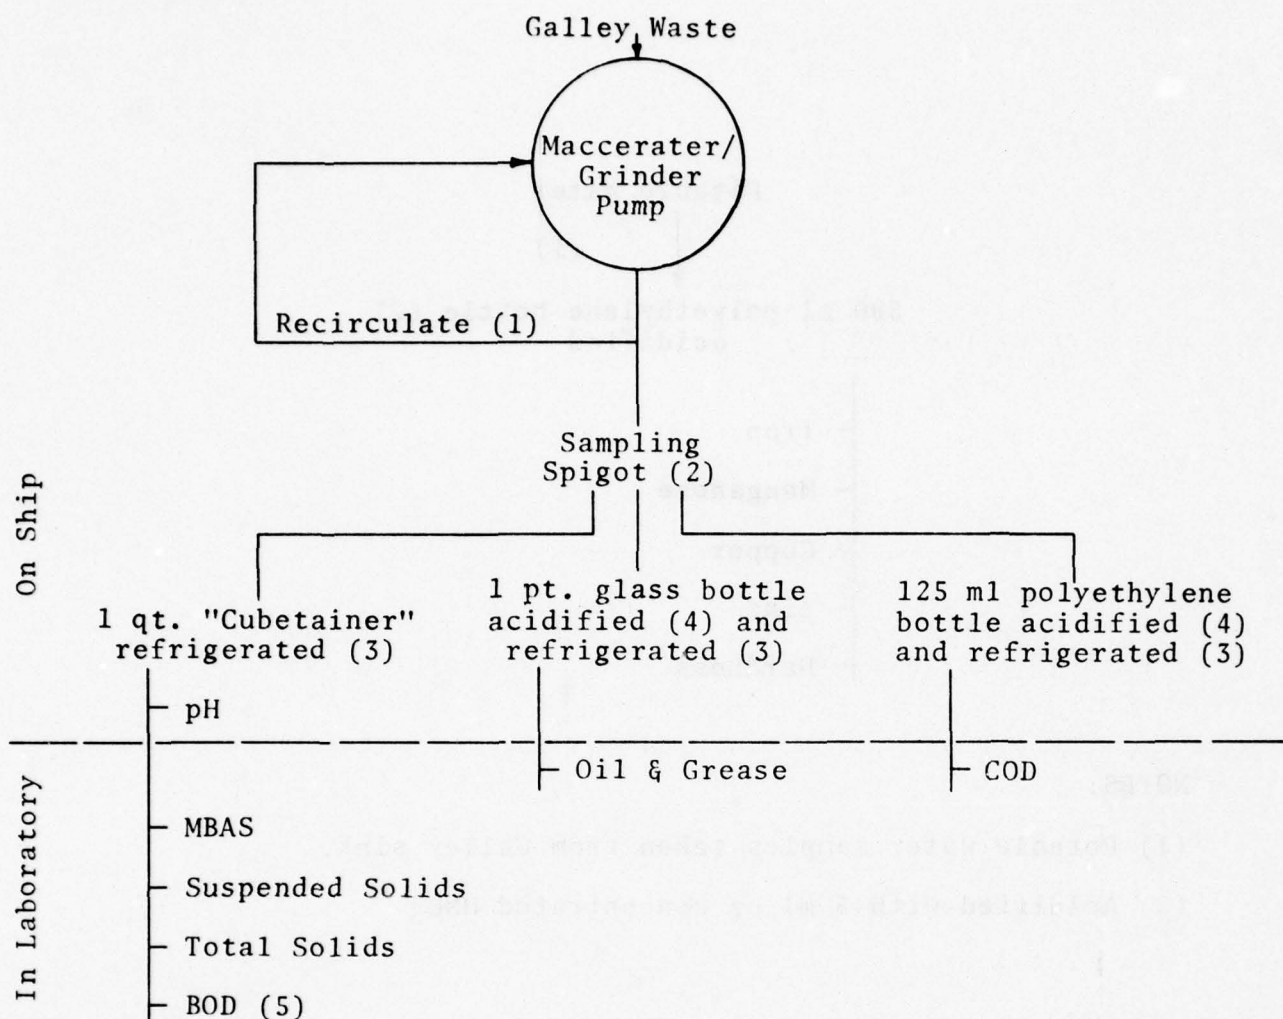 Galley Waste
Maccerater/
Grinder
Pump
Recirculate (1)
Sampling
Spigot (2)
On Ship
1 qt. "Cubetainer"
refrigerated (3)
1 pt. glass bottle
acidified (4) and
refrigerated (3)
125 ml polyethylene
bottle acidified (4)
and refrigerated (3)
pH
In Laboratory
Oil & Grease
COD
MBAS
Suspended Solids
Total Solids
BOD (5)